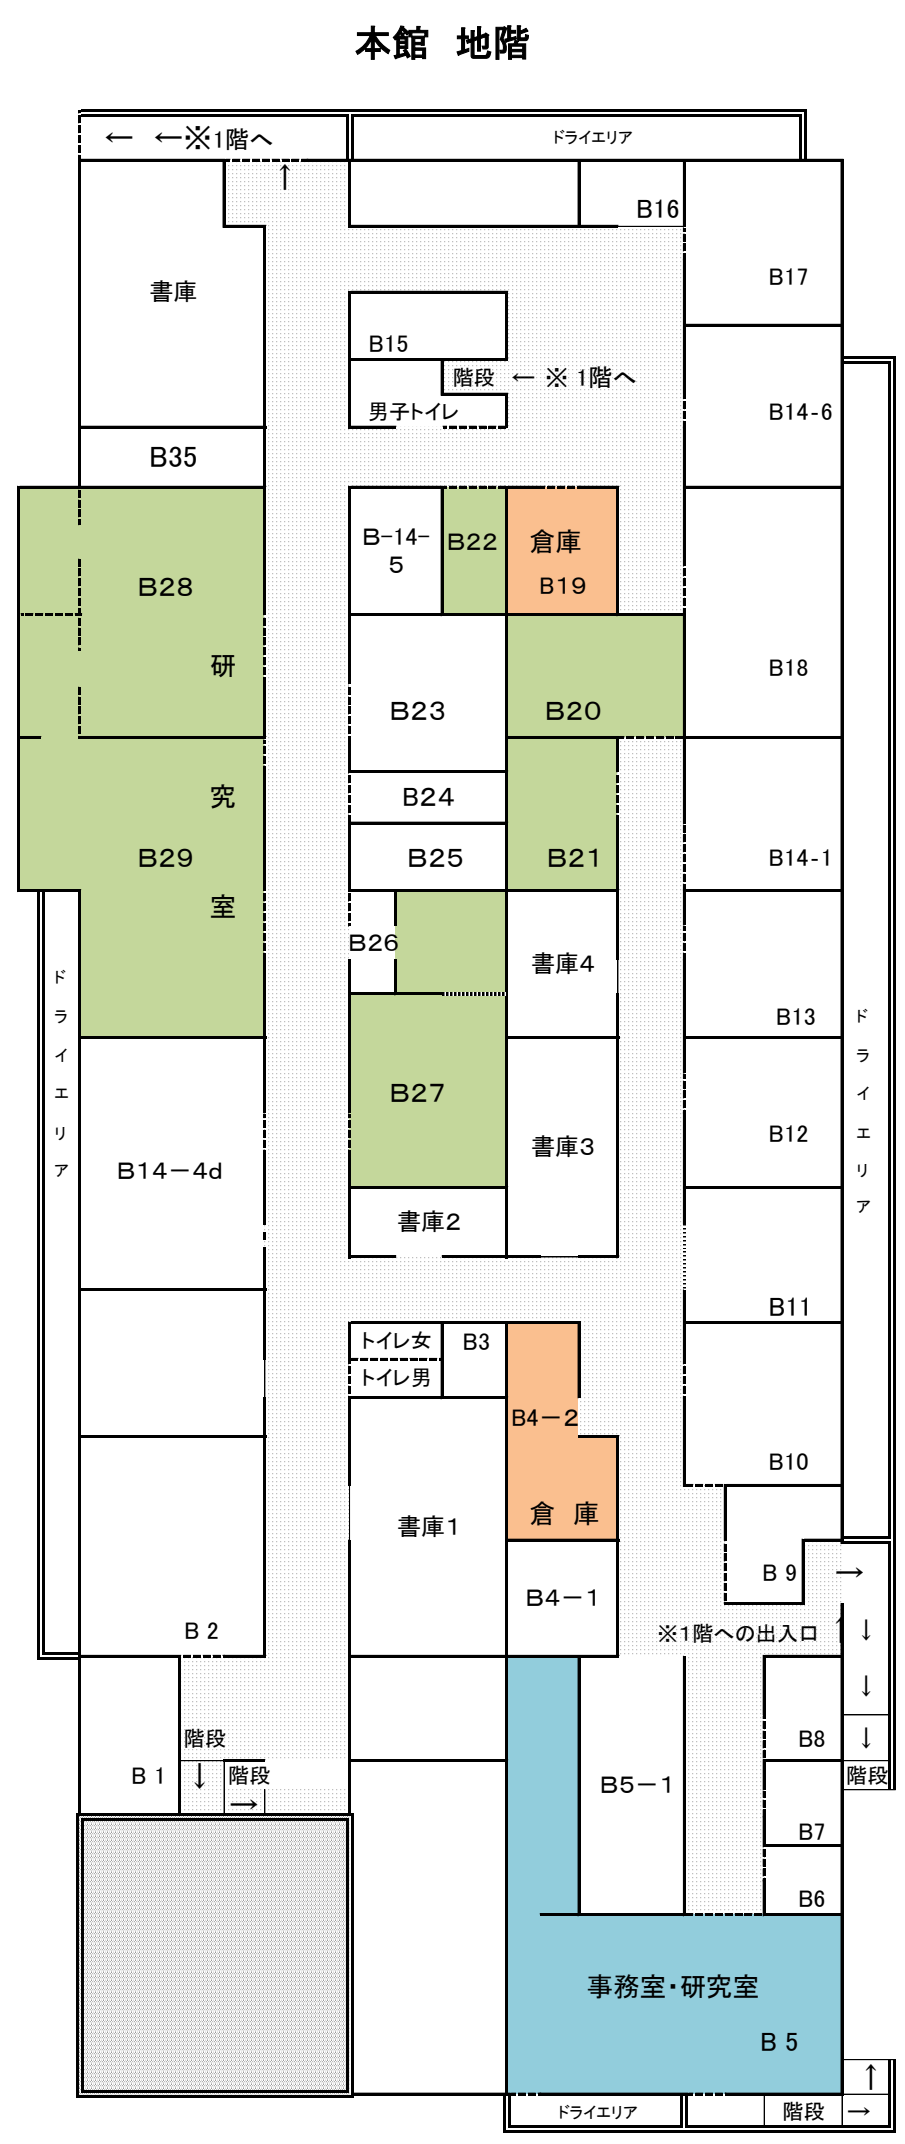 本館　地階
← ←※1階へ
ドライエリア
↑
B16
B17
書庫
B15
階段 ← ※ 1階へ
男子トイレ
B14-6
B35
B-14-
5
B22
倉庫
B19
B28
研
B23
B20
B18
究
B24
B29
B25
B21
B14-1
室
B26
書庫4
ドライエリア
B13
ドライエリア
B27
B12
書庫3
B14－4d
書庫2
B11
トイレ女
B3
トイレ男
B4－2
B10
倉 庫
書庫1
B 9
→
B4－1
B 2
※1階への出入口 ↑
↓
↓
階段
B8
↓
B 1
↓
階段
→
B5－1
階段
B7
B6
事務室・研究室
B 5
↑
ドライエリア
階段
→